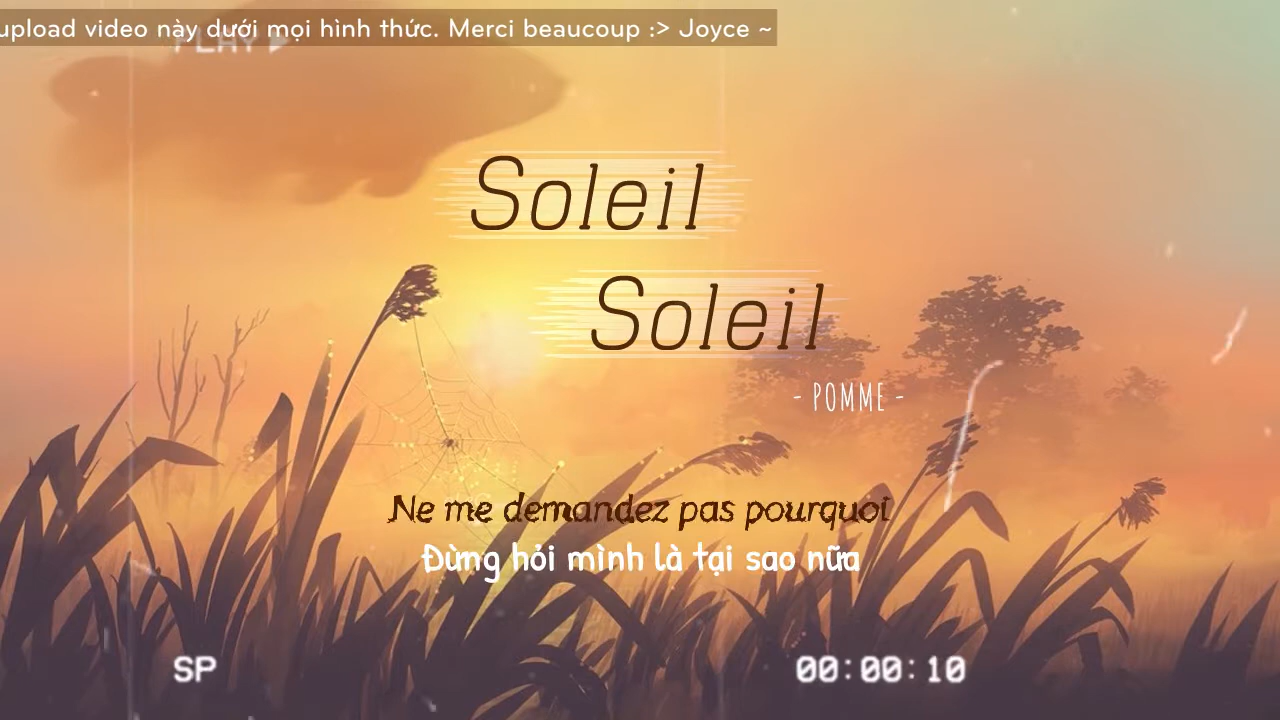 upload video này dưới mọi hình thức. Merci beaucoup :> Joyce ~
PLAY
Soleil
Soleil
- POMME -
Ne me demandez pas pourquoi
Đừng hỏi mình là tại sao nữa
SP
00:00:10